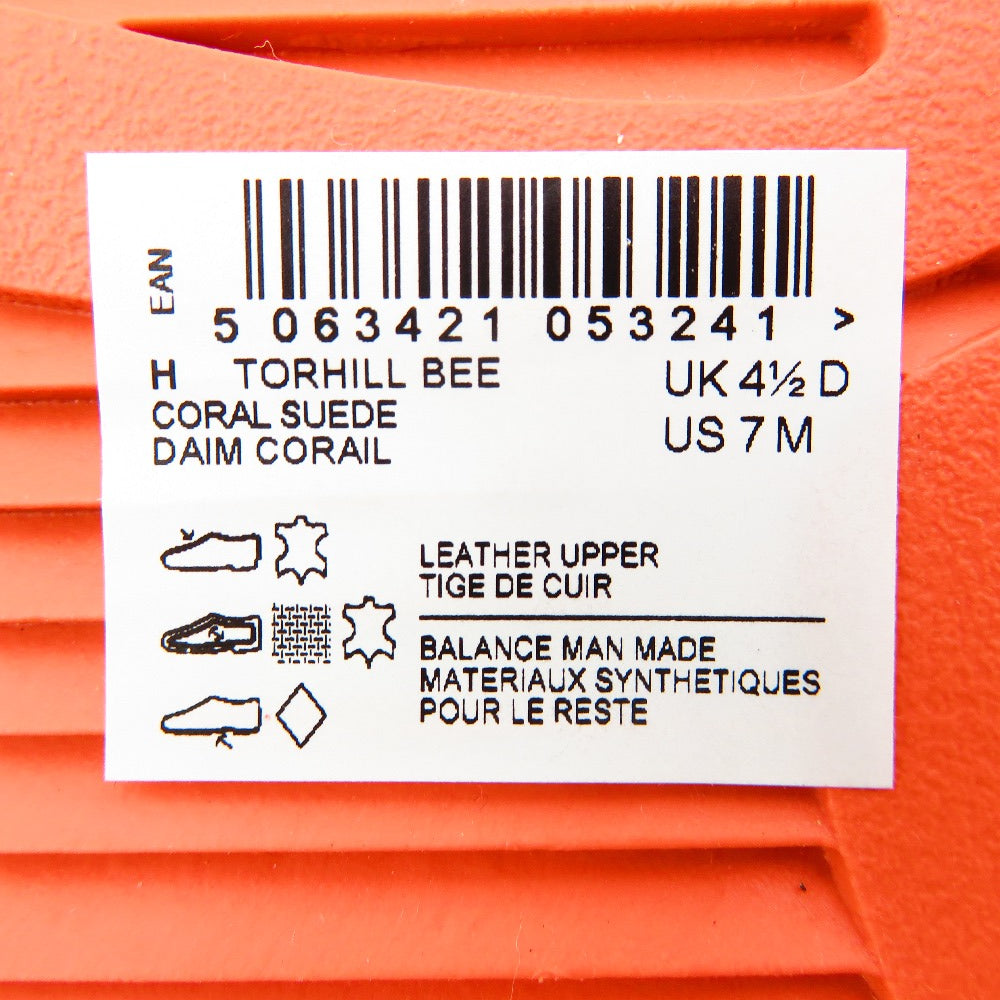 EAN
5 063421 053241 >
H TORHILL BEE
UK 4½ D
CORAL SUEDE
US 7 M
DAIM CORAIL
LEATHER UPPER
TIGE DE CUIR
BALANCE MAN MADE
MATERIAUX SYNTHETIQUES
POUR LE RESTE